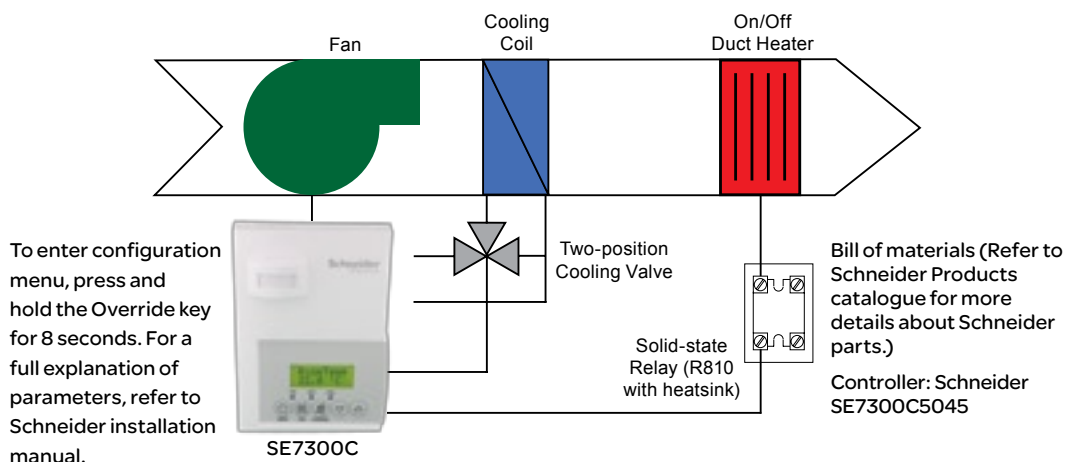 Fan
Cooling
Coil
On/Off
Duct Heater
To enter configuration
menu, press and
hold the Override key
for 8 seconds. For a
full explanation of
parameters, refer to
Schneider installation
manual.
Schneider
SE7300C
Two-position
Cooling Valve
Solid-state
Relay (R810
with heatsink)
Bill of materials (Refer to
Schneider Products
catalogue for more
details about Schneider
parts.)
Controller: Schneider
SE7300C5045